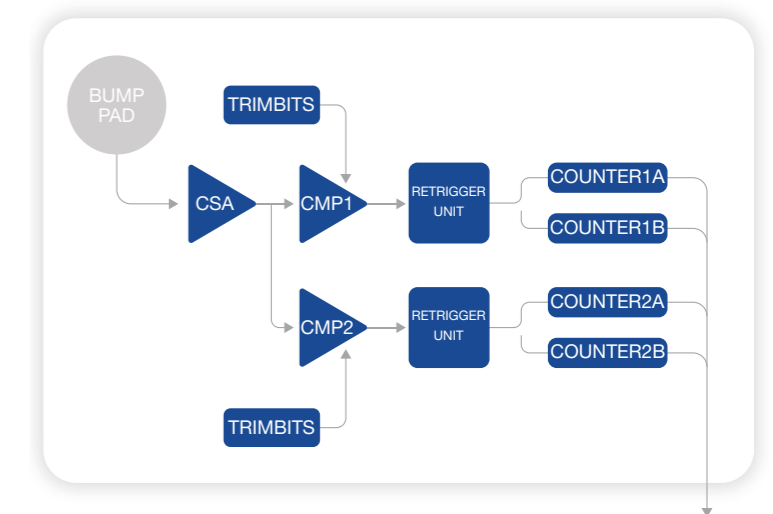 BUMP
PAD
TRIMBITS
CSA
CMP1
RETRIGGER
UNIT
COUNTER1A
COUNTER1B
CMP2
RETRIGGER
UNIT
COUNTER2A
COUNTER2B
TRIMBITS